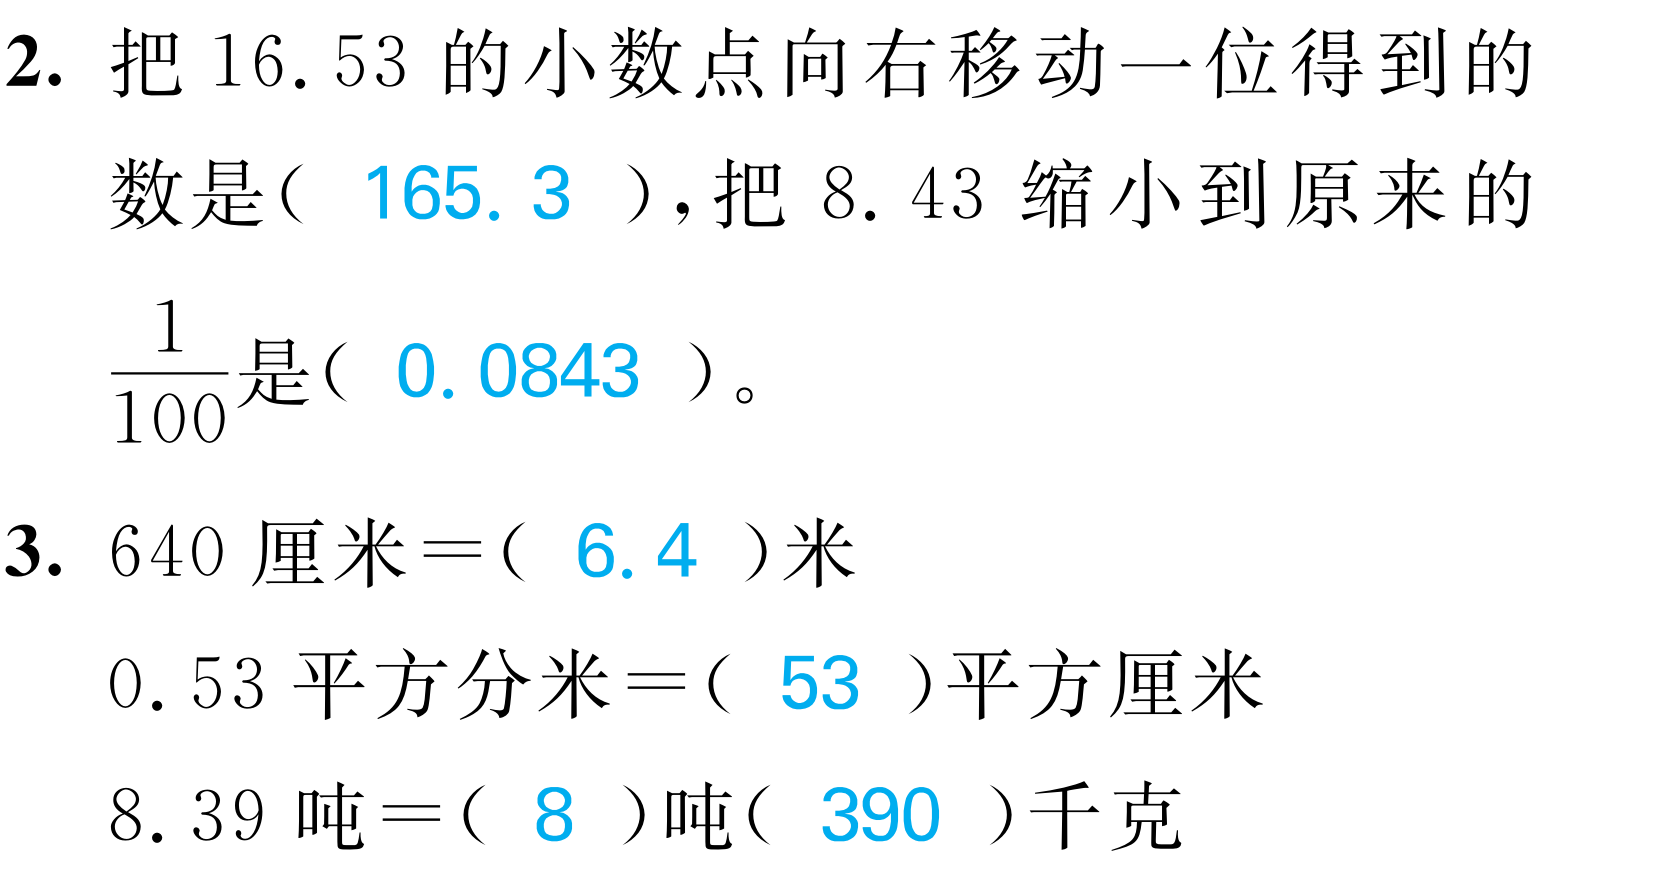 2. 把 16.53 的小数点向右移动一位得到的
数是( 165.3 ),把 8.43 缩小到原来的
1/100是( 0.0843 )。
3. 640 厘米=( 6.4 )米
0.53 平方分米=( 53 )平方厘米
8.39 吨=( 8 )吨( 390 )千克